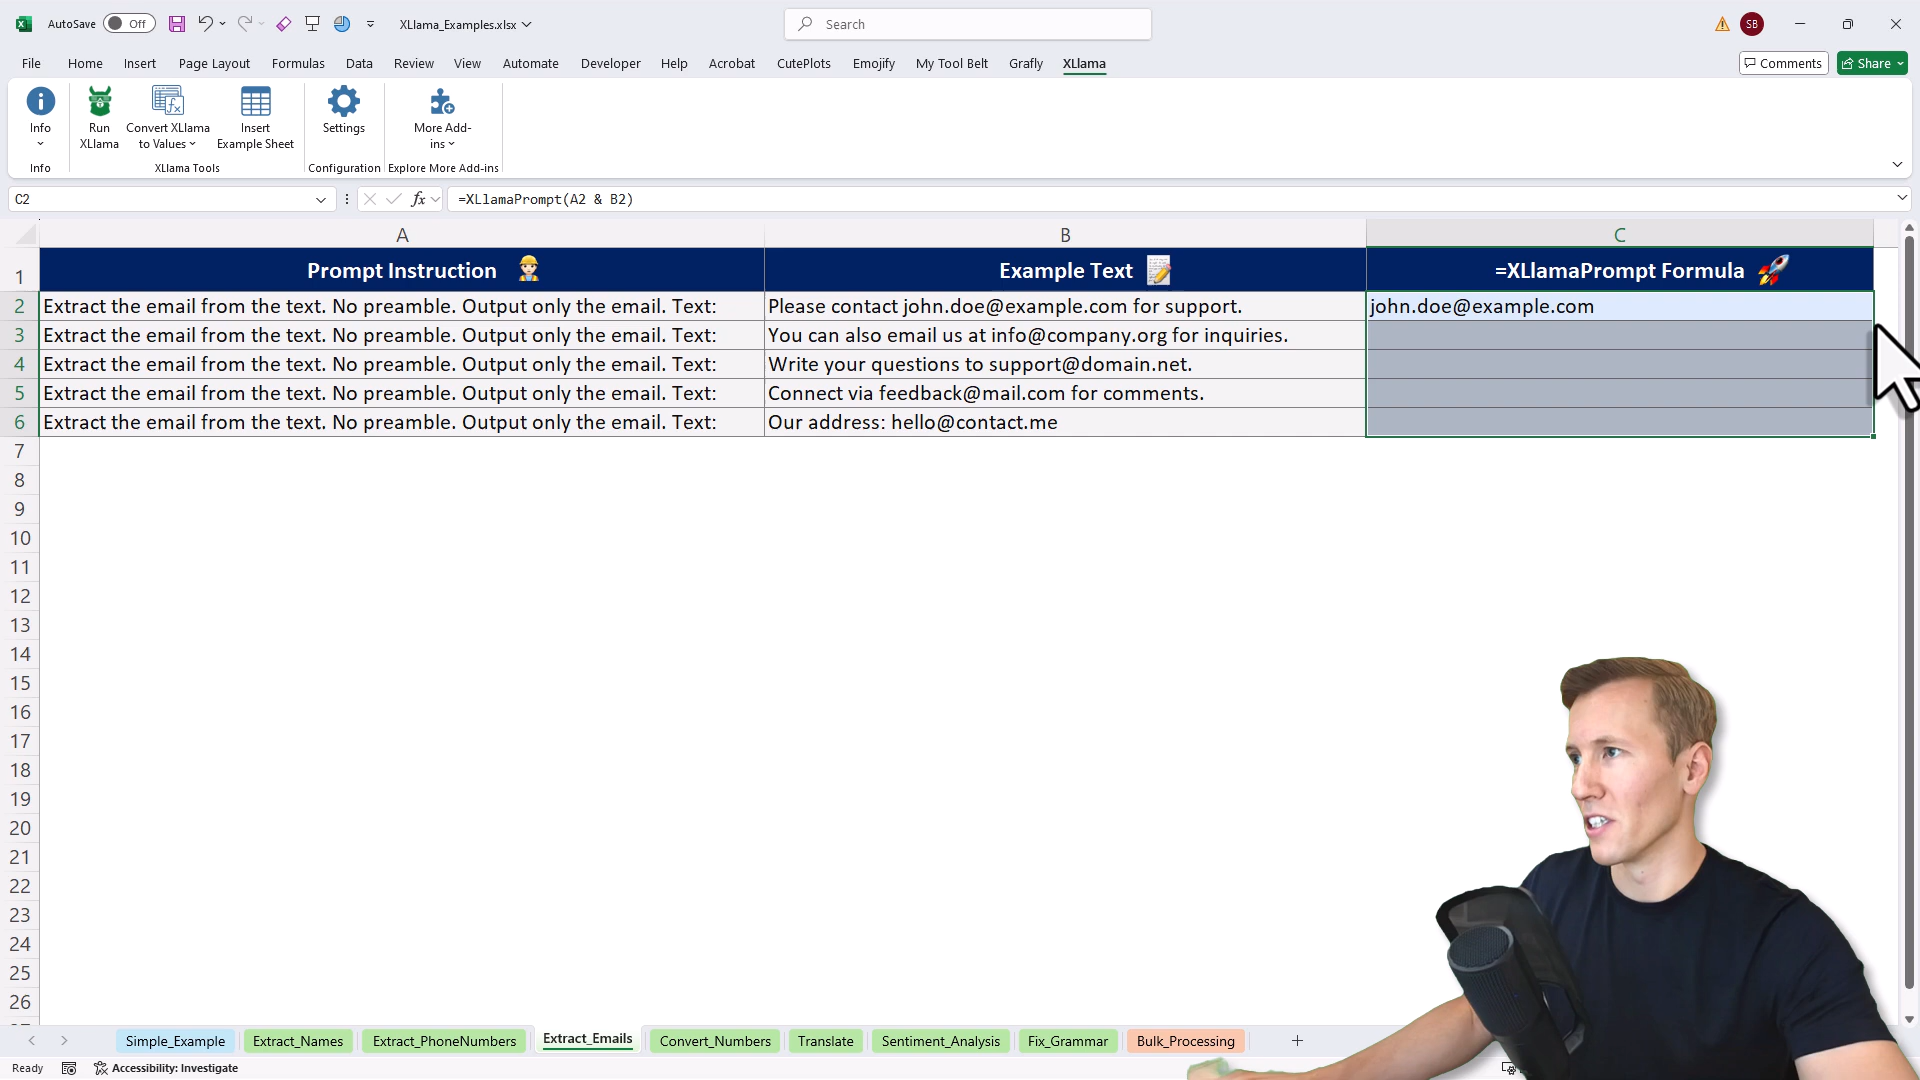 AutoSave Off XLlama_Examples.xlsx Search SB
File Home Insert Page Layout Formulas Data Review View Automate Developer Help Acrobat CutePlots Emojify My Tool Belt Grafly XLlama Comments Share
Info
Run
XLlama
Convert XLlama
to Values
Insert
Example Sheet
Settings
More Add-
ins
Info XLlama Tools Configuration Explore More Add-ins
C2 fx =XLlamaPrompt(A2 & B2)
A B C
1 Prompt Instruction Example Text =XLlamaPrompt Formula
2 Extract the email from the text. No preamble. Output only the email. Text: Please contact john.doe@example.com for support. john.doe@example.com
3 Extract the email from the text. No preamble. Output only the email. Text: You can also email us at info@company.org for inquiries.
4 Extract the email from the text. No preamble. Output only the email. Text: Write your questions to support@domain.net.
5 Extract the email from the text. No preamble. Output only the email. Text: Connect via feedback@mail.com for comments.
6 Extract the email from the text. No preamble. Output only the email. Text: Our address: hello@contact.me
7
8
9
10
11
12
13
14
15
16
17
18
19
20
21
22
23
24
25
26
Simple_Example Extract_Names Extract_PhoneNumbers Extract_Emails Convert_Numbers Translate Sentiment_Analysis Fix_Grammar Bulk_Processing
Ready Accessibility: Investigate